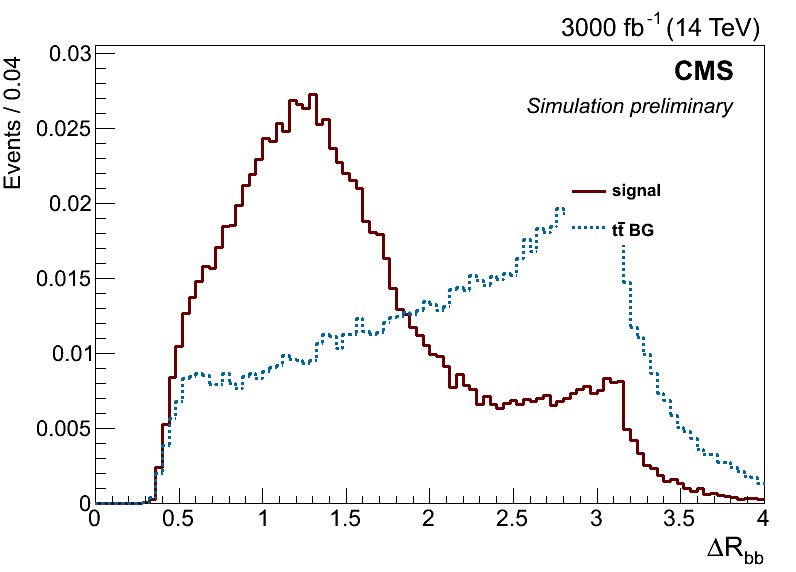 3000 fb⁻¹ (14 TeV)
CMS
Simulation preliminary
Events / 0.04
0.03
0.025
0.02
0.015
0.01
0.005
0
signal
tt̄ BG
0 0.5 1 1.5 2 2.5 3 3.5 4
ΔR_bb